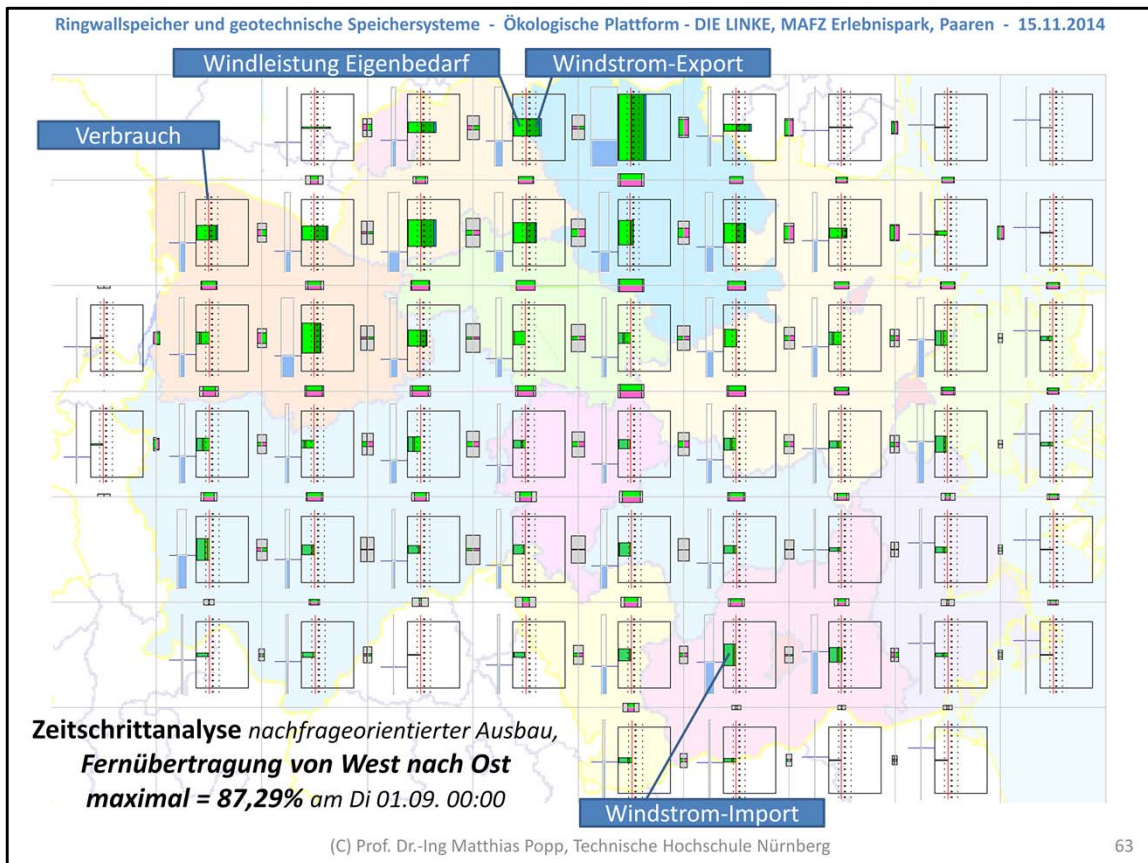 Ringwallspeicher und geotechnische Speichersysteme - Ökologische Plattform - DIE LINKE, MAFZ Erlebnispark, Paaren - 15.11.2014
Windleistung Eigenbedarf
Windstrom-Export
Verbrauch
Zeitschrittanalyse nachfrageorientierter Ausbau,
Fernübertragung von West nach Ost
maximal = 87,29% am Di 01.09. 00:00
Windstrom-Import
(C) Prof. Dr.-Ing Matthias Popp, Technische Hochschule Nürnberg
63